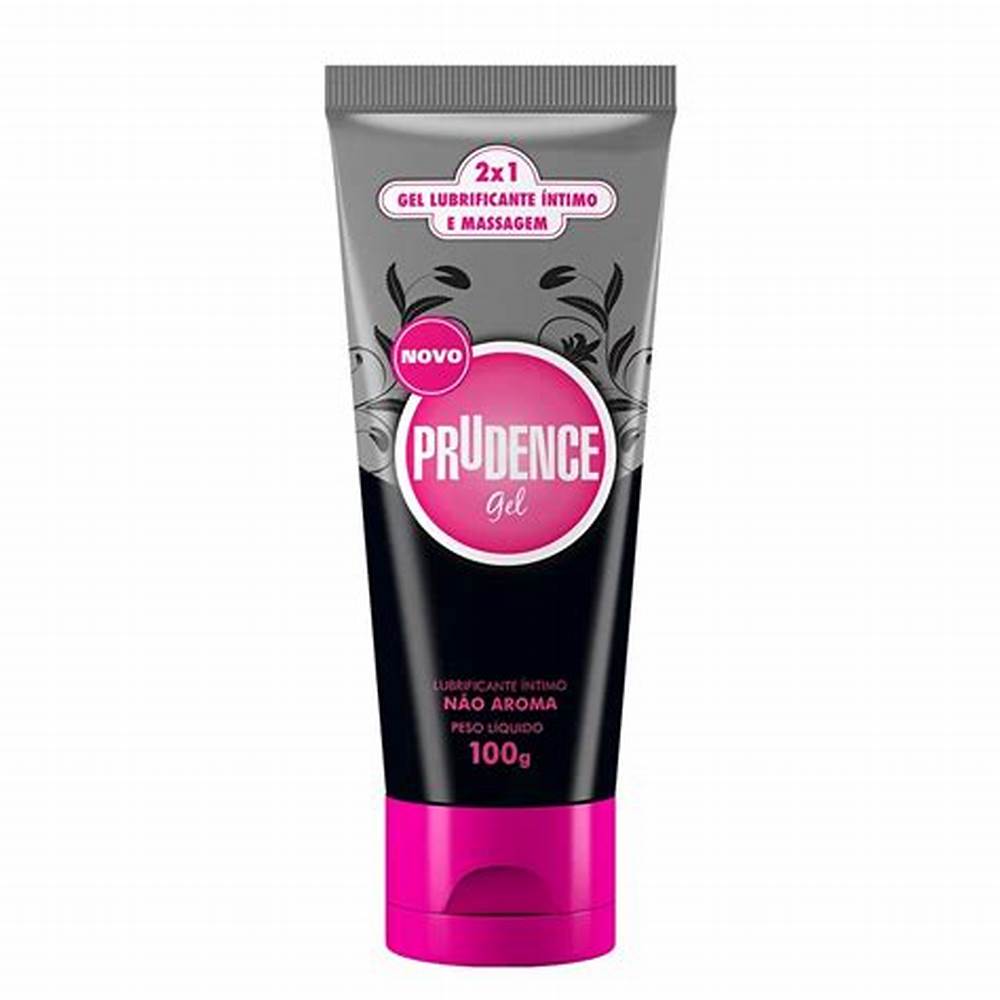 2x1
GEL LUBRIFICANTE ÍNTIMO
E MASSAGEM
NOVO
PRUDENCE
gel
LUBRIFICANTE ÍNTIMO
NÃO AROMA
PESO LÍQUIDO
100g